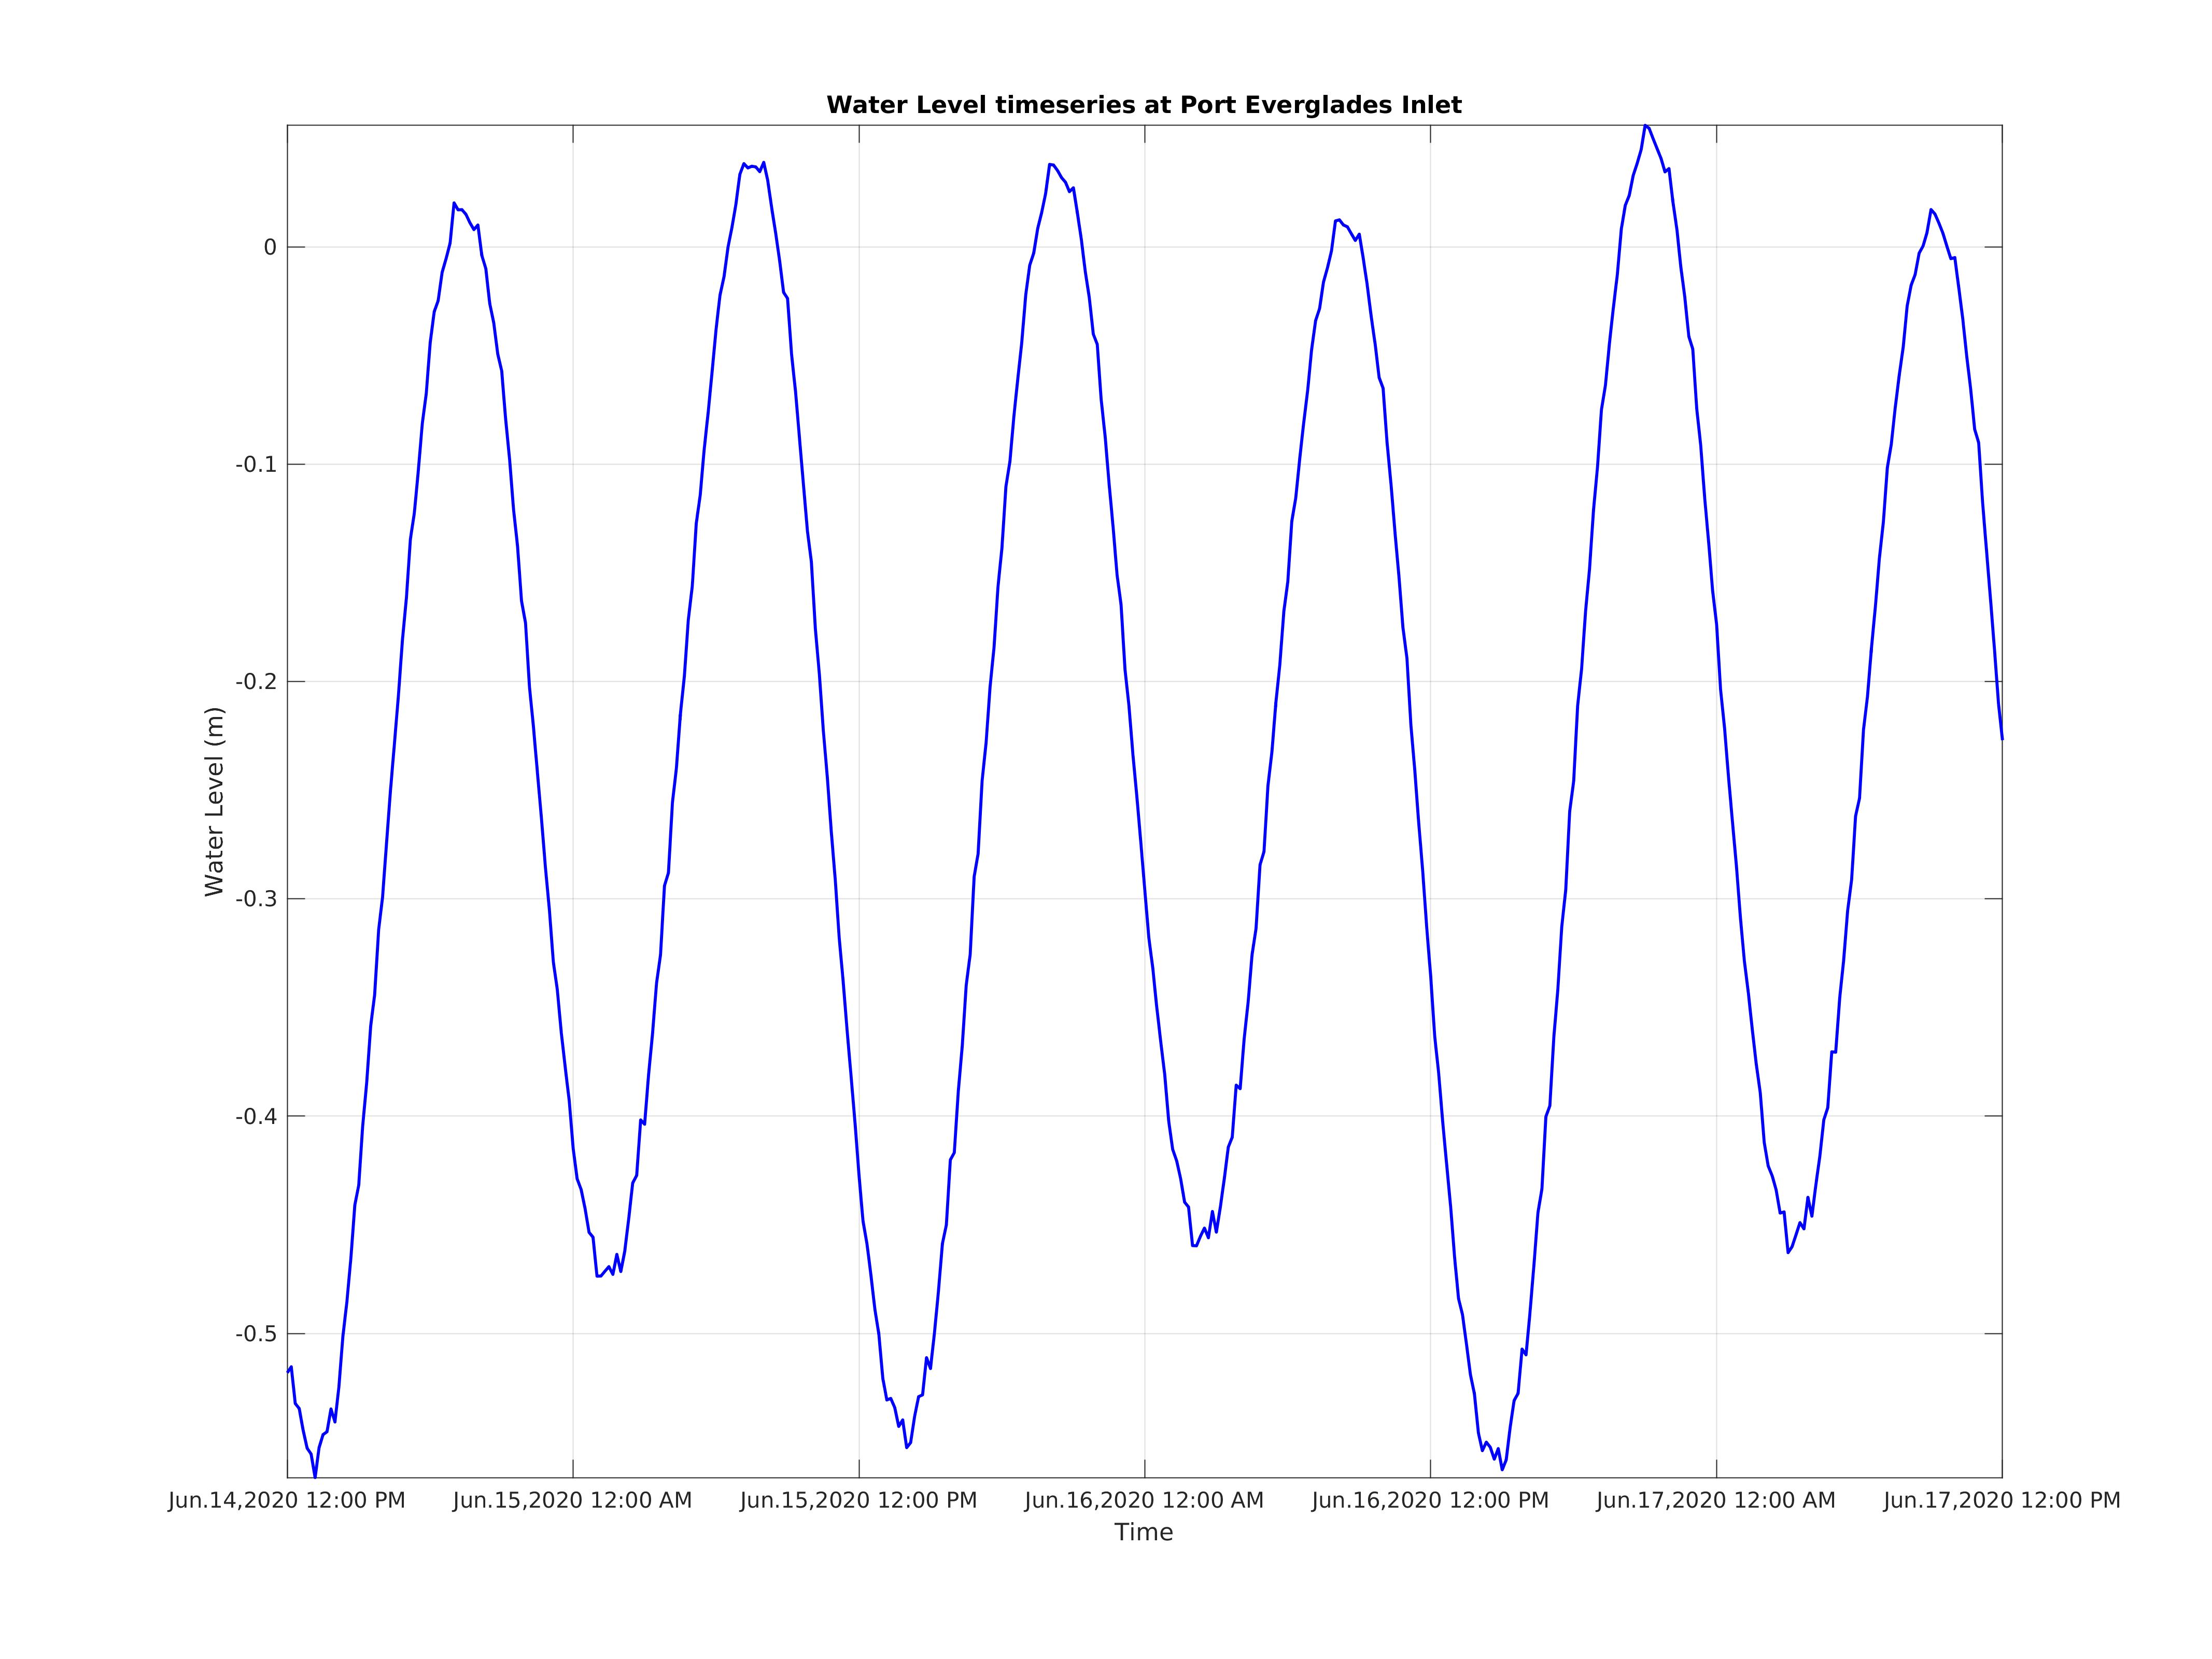 Water Level timeseries at Port Everglades Inlet
0
-0.1
-0.2
-0.3
-0.4
-0.5
Water Level (m)
Jun.14,2020 12:00 PM Jun.15,2020 12:00 AM Jun.15,2020 12:00 PM Jun.16,2020 12:00 AM Jun.16,2020 12:00 PM Jun.17,2020 12:00 AM Jun.17,2020 12:00 PM
Time